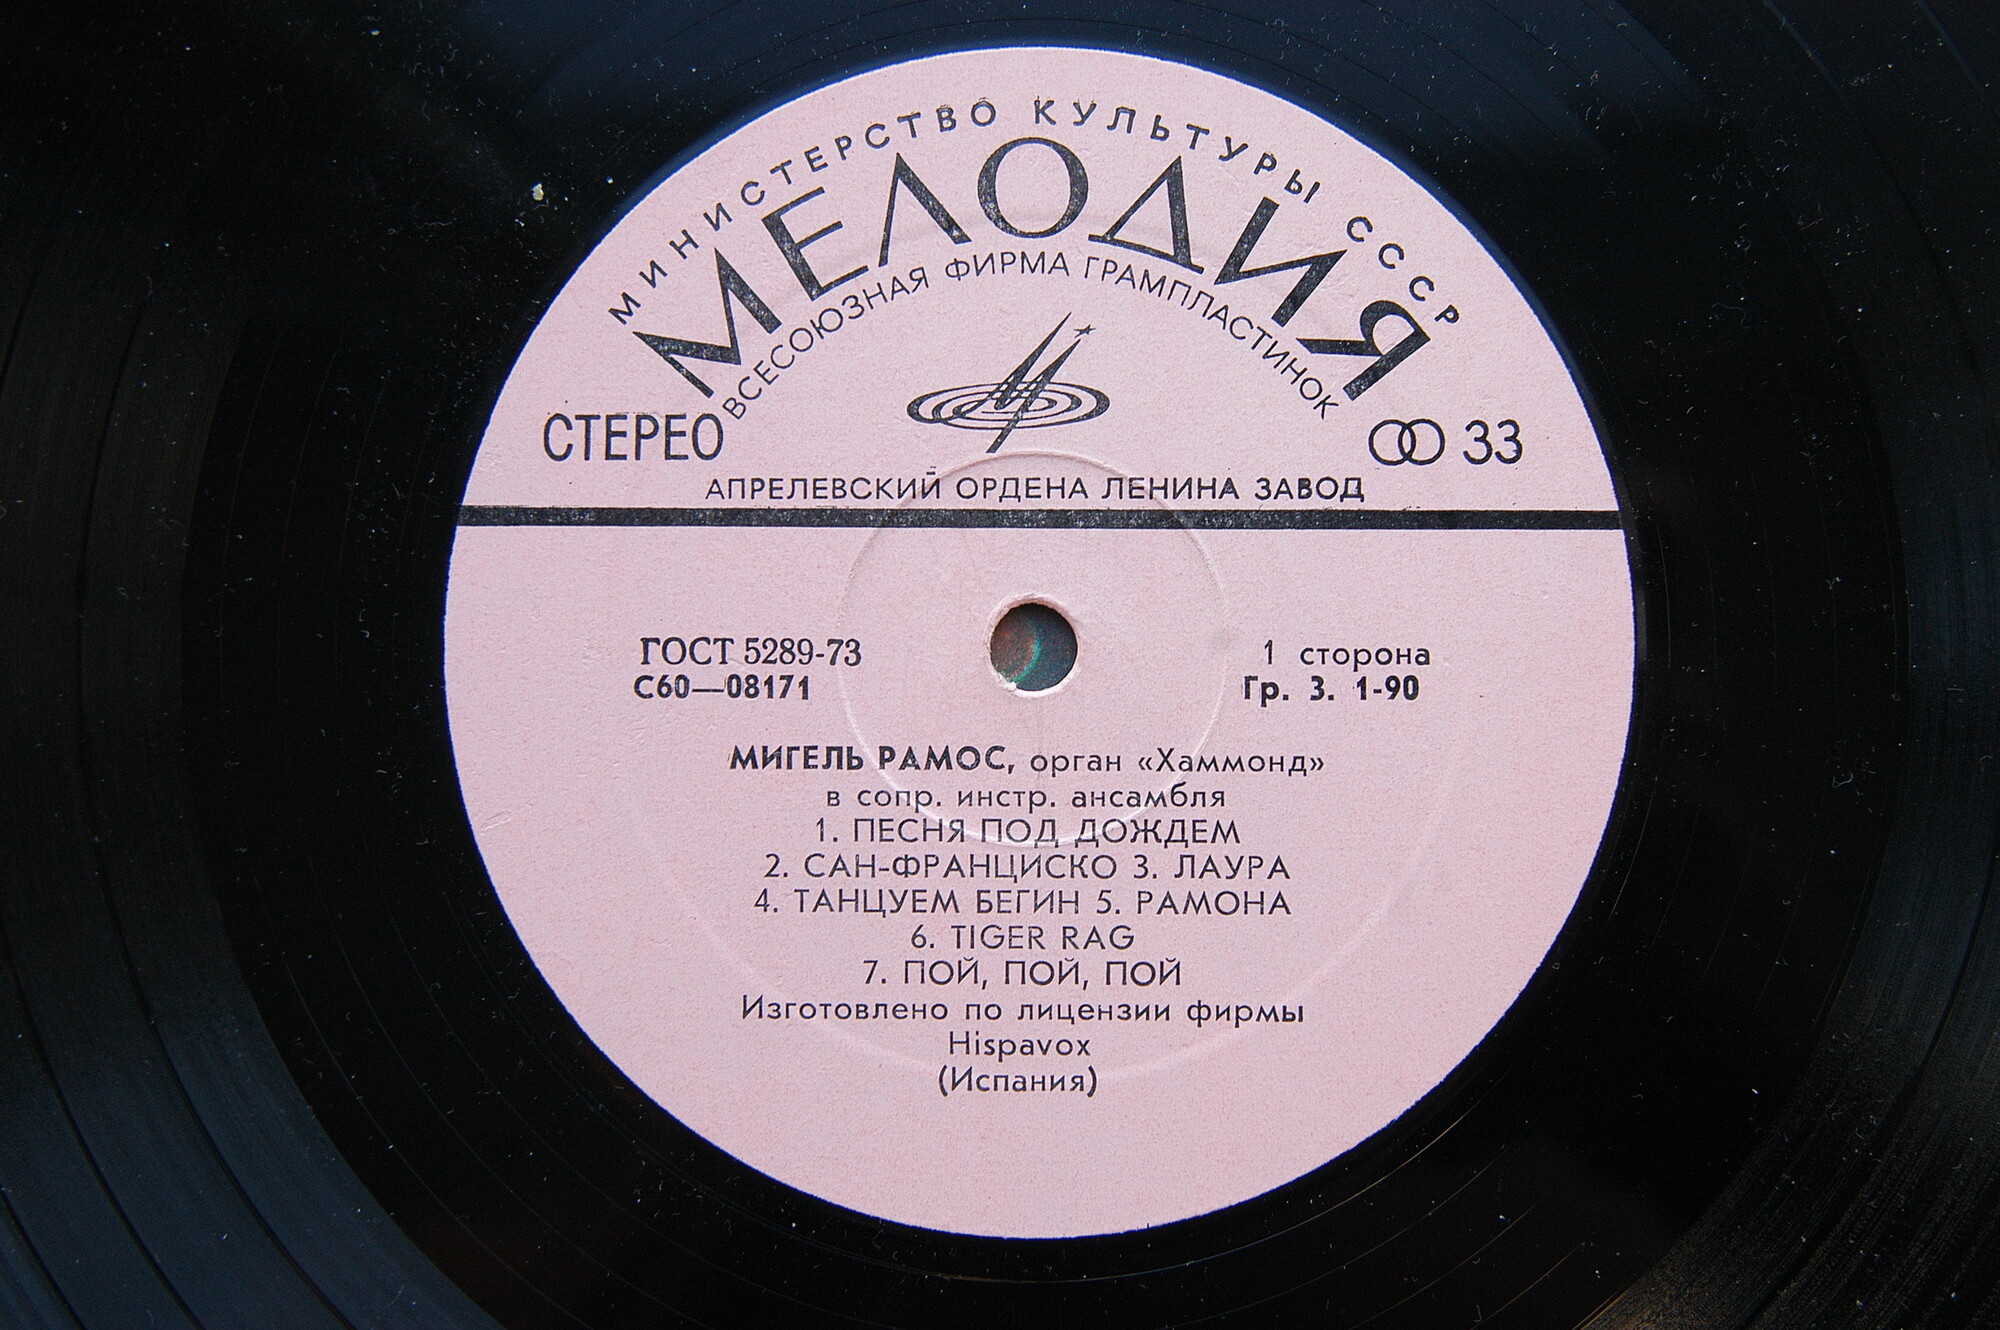 МИНИСТЕРСТВО КУЛЬТУРЫ СССР
МЕЛОДИЯ
ВСЕСОЮЗНАЯ ФИРМА ГРАМПЛАСТИНОК
СТЕРЕО
33
АПРЕЛЕВСКИЙ ОРДЕНА ЛЕНИНА ЗАВОД
ГОСТ 5289-73
С60—08171
1 сторона
Гр. 3. 1-90
МИГЕЛЬ РАМОС, орган «Хаммонд»
в сопр. инстр. ансамбля
1. ПЕСНЯ ПОД ДОЖДЕМ
2. САН-ФРАНЦИСКО 3. ЛАУРА
4. ТАНЦУЕМ БЕГИН 5. РАМОНА
6. TIGER RAG
7. ПОЙ, ПОЙ, ПОЙ
Изготовлено по лицензии фирмы
Hispavox
(Испания)